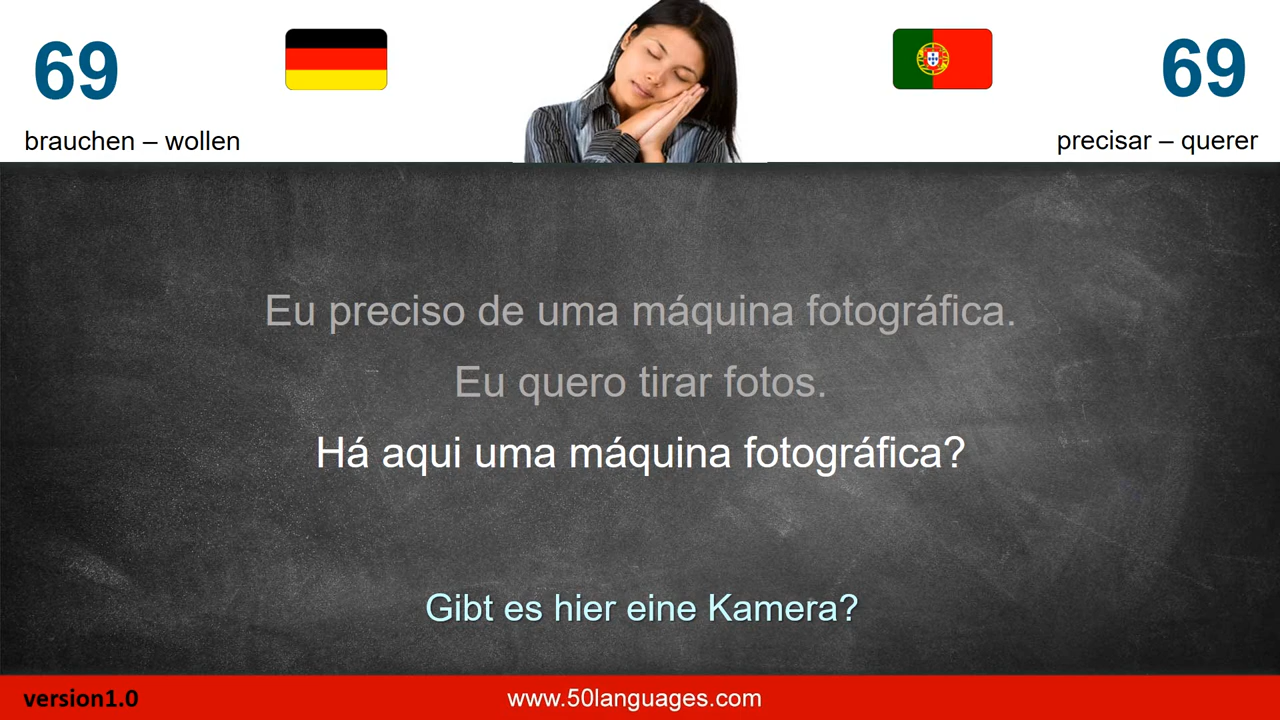 69
69
brauchen – wollen
precisar – querer
Eu preciso de uma máquina fotográfica.
Eu quero tirar fotos.
Há aqui uma máquina fotográfica?
Gibt es hier eine Kamera?
version1.0
www.50languages.com